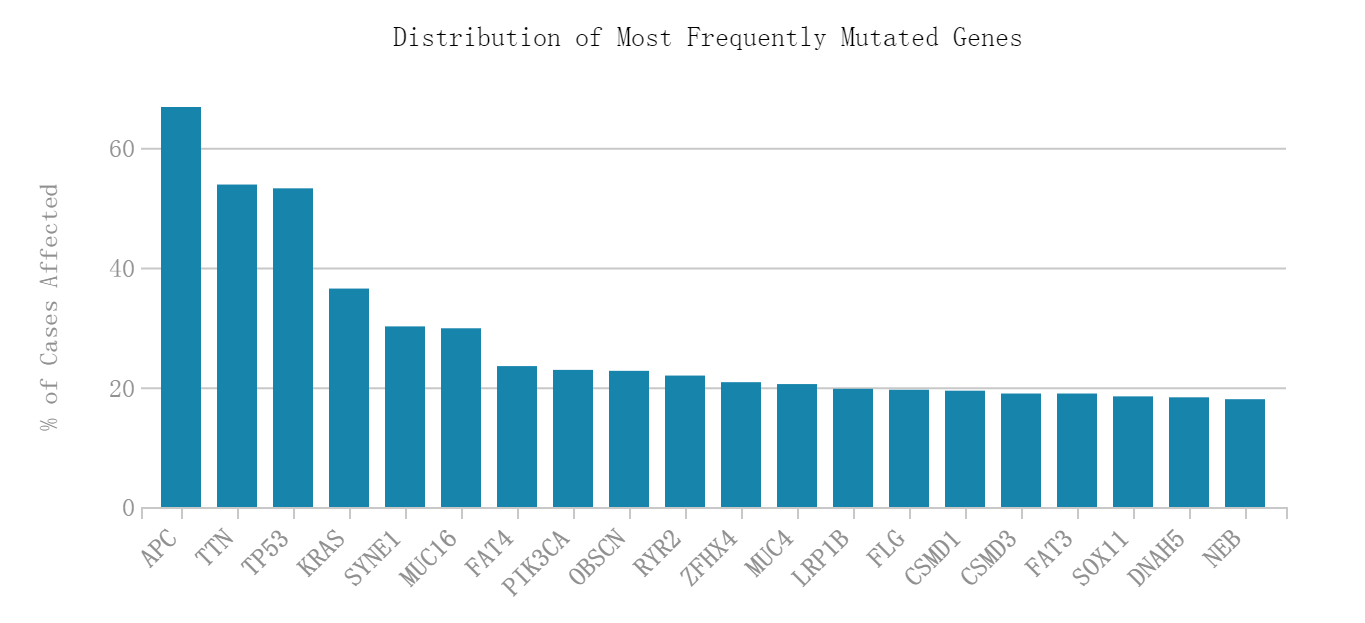 Distribution of Most Frequently Mutated Genes
% of Cases Affected
60
40
20
0
APC
TTN
TP53
KRAS
SYNE1
MUC16
FAT4
PIK3CA
OBSCN
RYR2
ZFHX4
MUC4
LRP1B
FLG
CSMD1
CSMD3
FAT3
SOX11
DNAH5
NEB